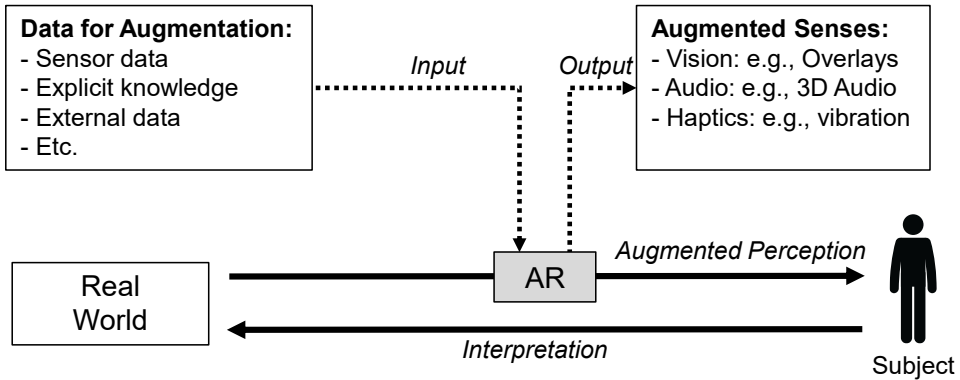 Data for Augmentation:
- Sensor data
- Explicit knowledge
- External data
- Etc.
Input
Output
Augmented Senses:
- Vision: e.g., Overlays
- Audio: e.g., 3D Audio
- Haptics: e.g., vibration
Real
World
AR
Augmented Perception
Interpretation
Subject